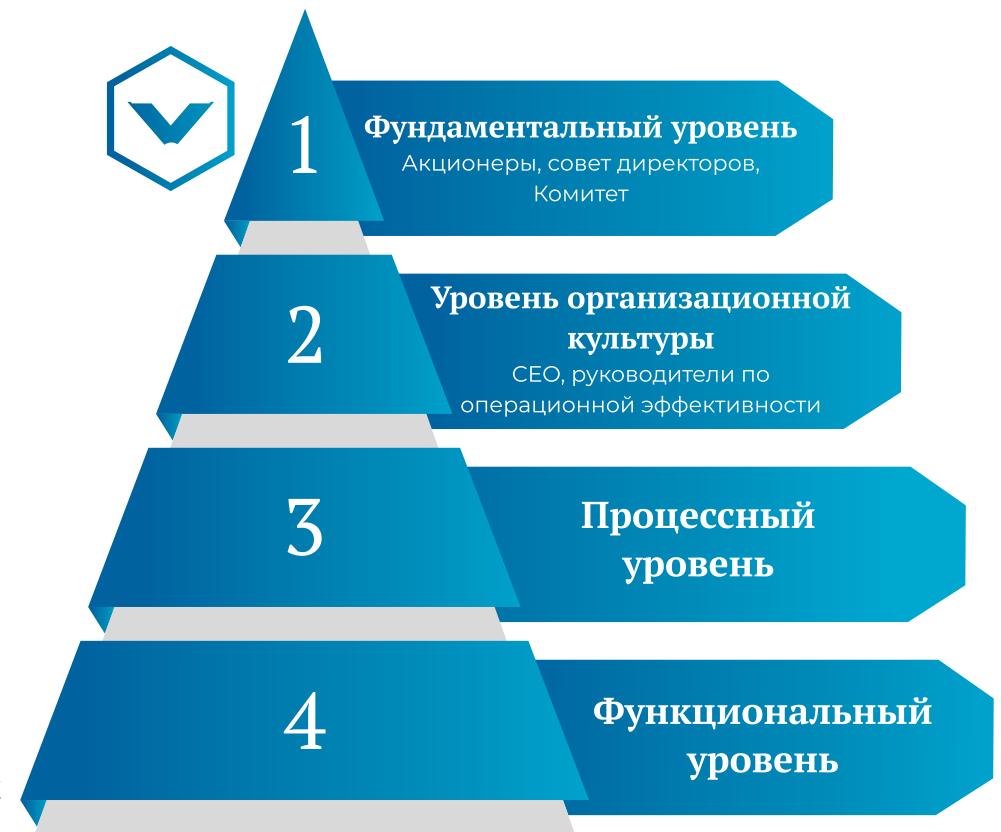 1
Фундаментальный уровень
Акционеры, совет директоров,
Комитет
2
Уровень организационной
культуры
СЕО, руководители по
операционной эффективности
3
Процессный
уровень
4
Функциональный
уровень